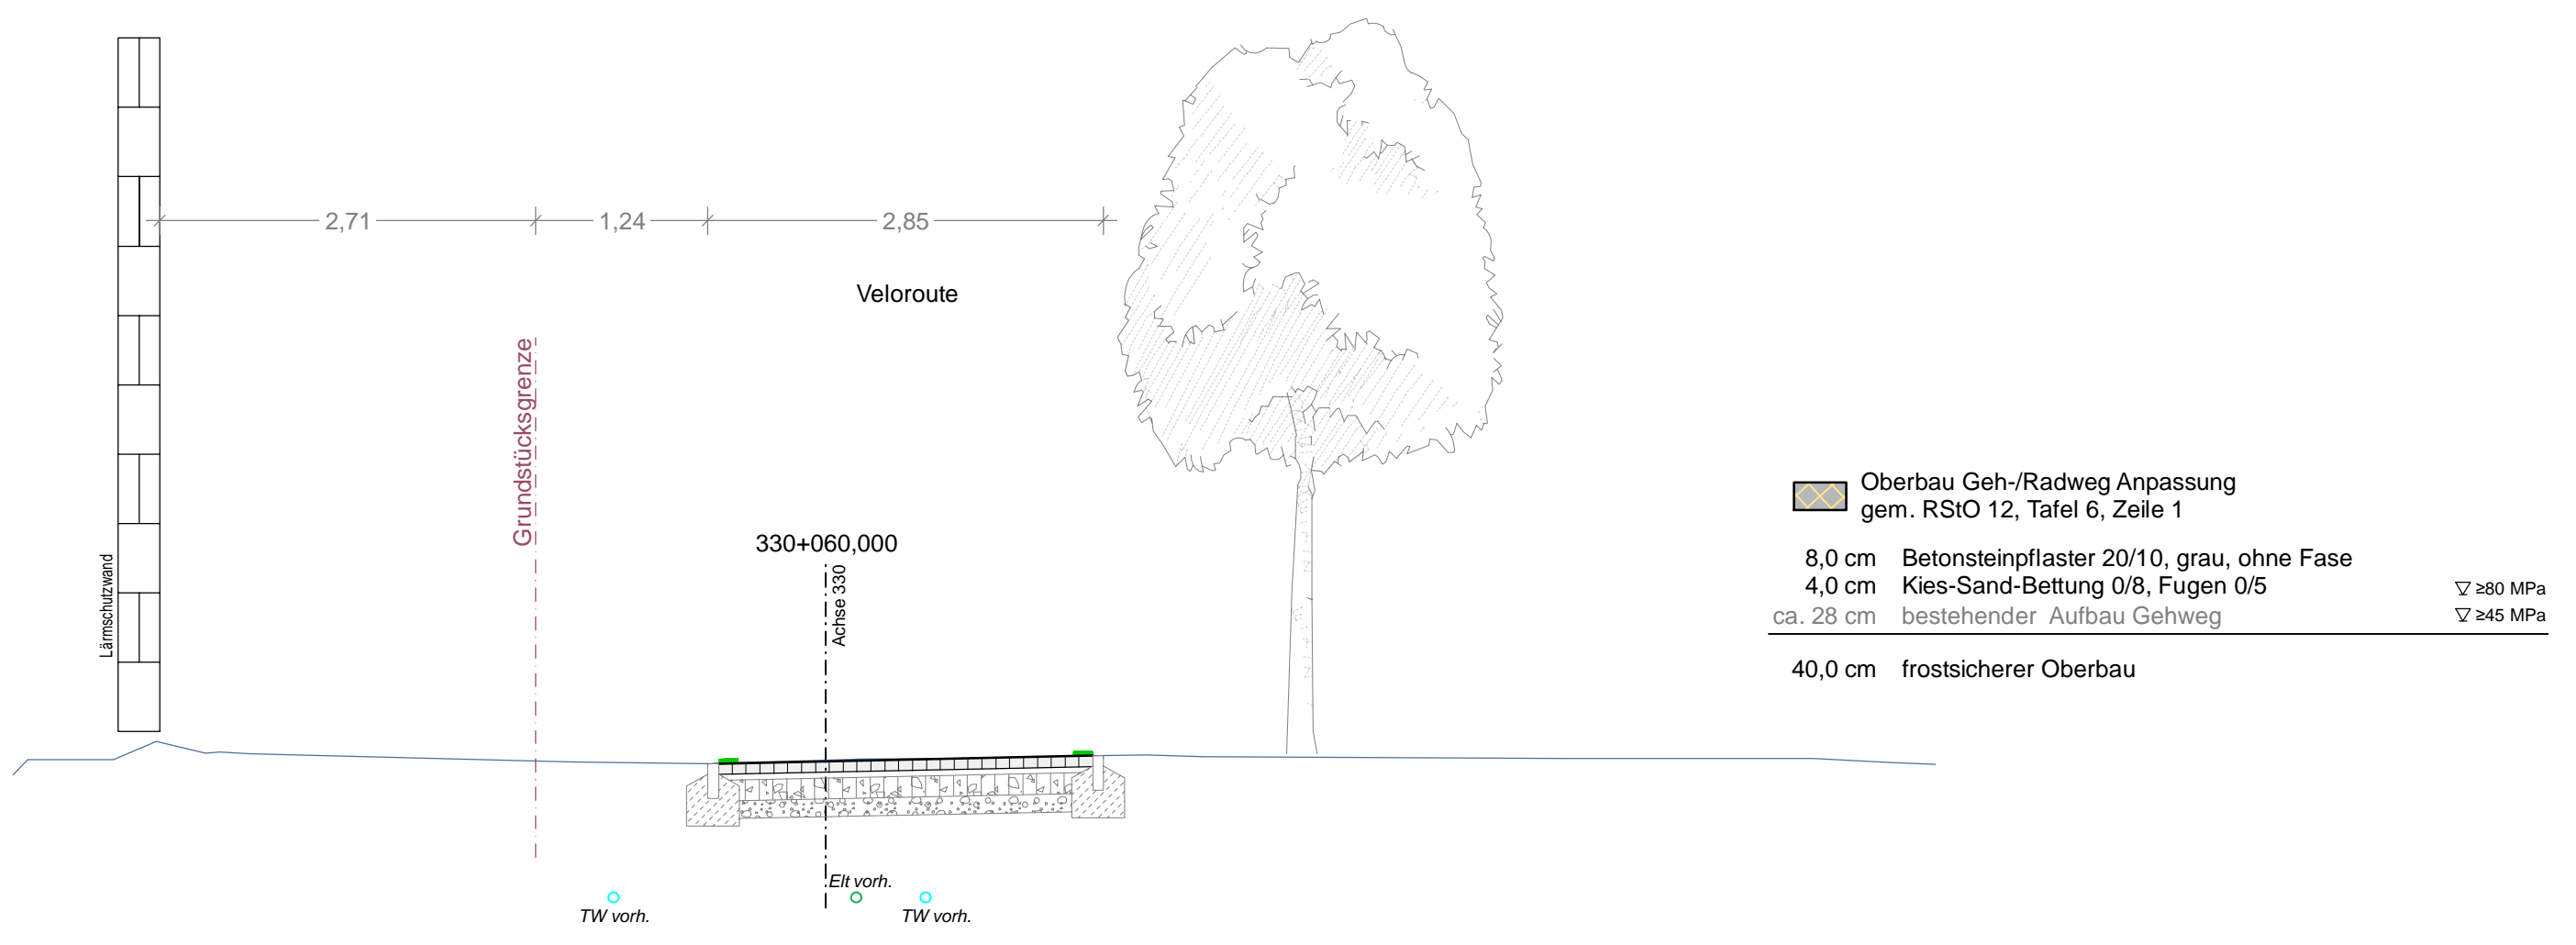 2,71
1,24
2,85
Veloroute
Grundstücksgrenze
Lärmschutzwand
330+060,000
Achse 330
Oberbau Geh-/Radweg Anpassung
gem. RStO 12, Tafel 6, Zeile 1
8,0 cm Betonsteinpflaster 20/10, grau, ohne Fase
4,0 cm Kies-Sand-Bettung 0/8, Fugen 0/5 ≥80 MPa
ca. 28 cm bestehender Aufbau Gehweg ≥45 MPa
40,0 cm frostsicherer Oberbau
Elt vorh.
TW vorh.
TW vorh.